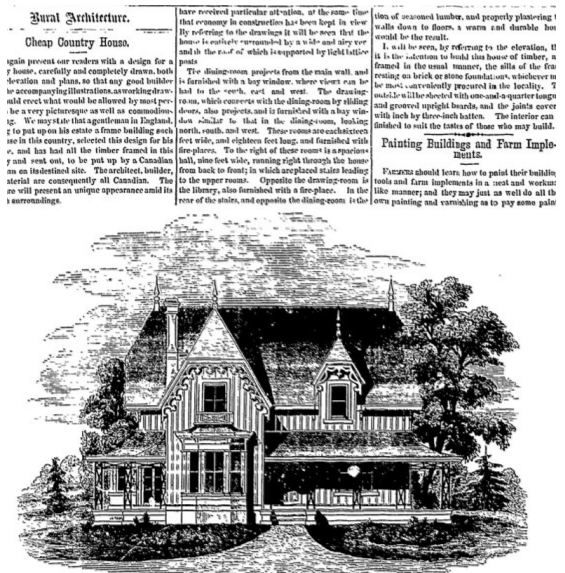 Rural Architecture.
Cheap Country House.
again present our readers with a design for a
y house, carefully and completely drawn, both
levation and plans, so that any good builder
he accompanying illustrations, as working draw-
uld erect what would be allowed by most per-
be a very picturesque as well as commodious
g. We may state that a gentleman in England,
g to put up on his estate a frame building such
se in this country, selected this design for his
e, and has had all the timber framed in this
y and sent out, to be put up by a Canadian
an on its destined site. The architect, builder,
aterial are consequently all Canadian. The
re will present an unique appearance amid its
surroundings.
have received particular attention, at the same time
that economy in construction has been kept in view
By referring to the drawings it will be seen that the
house is entirely surrounded by a wide and airy ver
and the roof of which is supported by light lattice
posts
The dining-room projects from the main wall, and
is furnished with a bay window, where views can be
had to the south, east and west. The drawing-
room, which connects with the dining-room by sliding
doors, also projects, and is furnished with a bay win-
dow similar to that in the dining-room, looking
north, south, and west. These rooms are each sixteen
feet wide, and eighteen feet long, and furnished with
fire-places. To the right of these rooms is a spacious
hall, nine feet wide, running right through the house
from back to front; in which are placed stairs leading
to the upper rooms. Opposite the drawing-room is
the library, also furnished with a fire-place. In the
rear of the stairs, and opposite the dining-room is the
tion of seasoned lumber, and properly plastering t
walls down to floors, a warm and durable hou
would be the result.
I. will be seen, by referring to the elevation, th
it is the intention to build this house of timber, a
framed in the usual manner, the sills of the fra
resting on brick or stone foundations, whichever m
be most conveniently procured in the locality. T
outside will be sheeted with one-and-a-quarter tongu
and grooved upright boards, and the joints cover
with inch by three-inch batten. The interior can
finished to suit the tastes of those who may build.
Painting Buildings and Farm Imple-
ments.
FARMERS should learn how to paint their building
tools and farm implements in a neat and workma
like manner; and they may just as well do all th
own painting and varnishing as to pay some paint